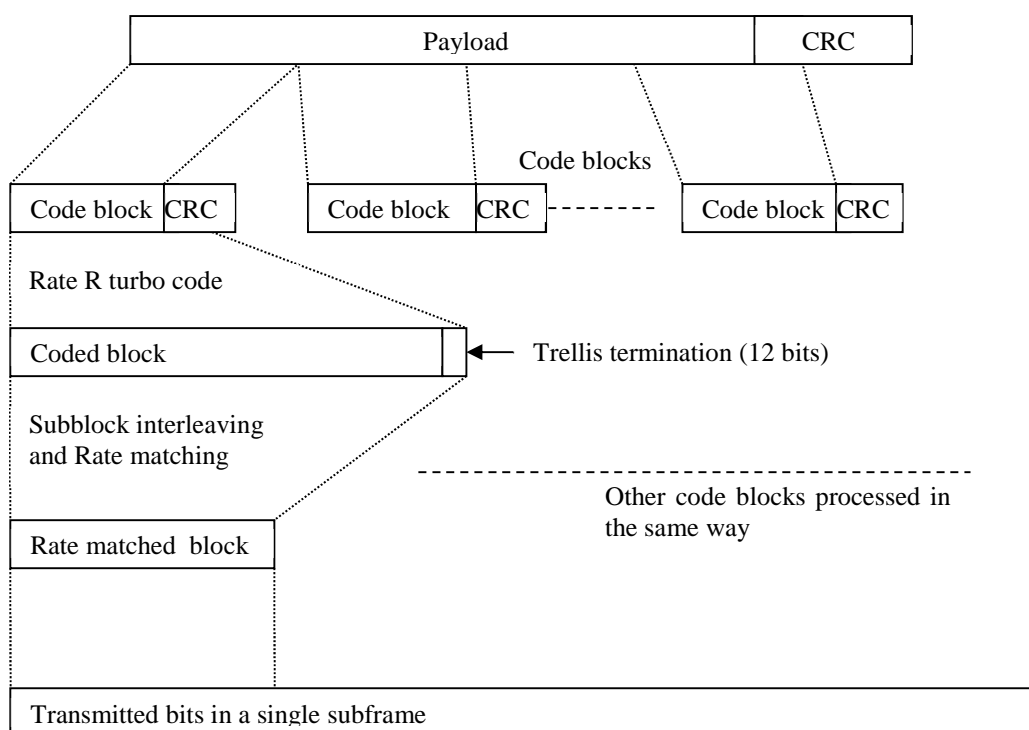 Payload CRC
Code blocks
Code block CRC Code block CRC Code block CRC
Rate R turbo code
Coded block
Trellis termination (12 bits)
Subblock interleaving
and Rate matching
Other code blocks processed in
the same way
Rate matched block
Transmitted bits in a single subframe